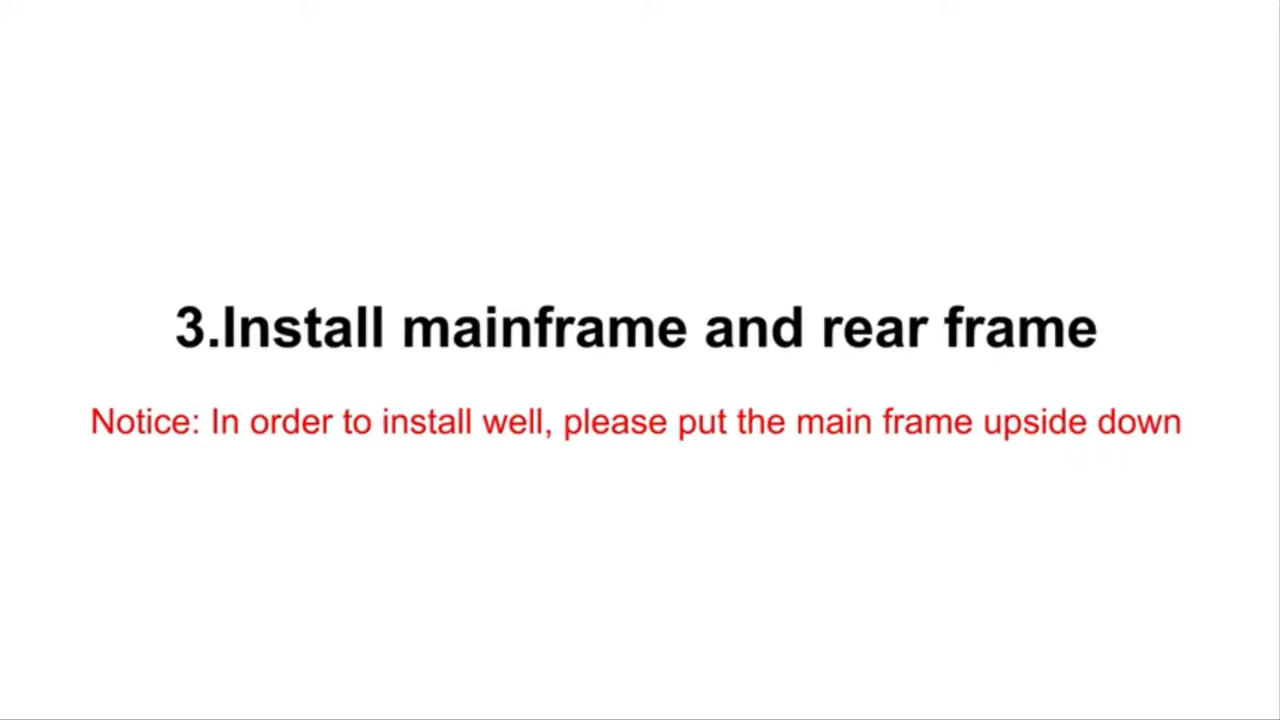 3.Install mainframe and rear frame
Notice: In order to install well, please put the main frame upside down